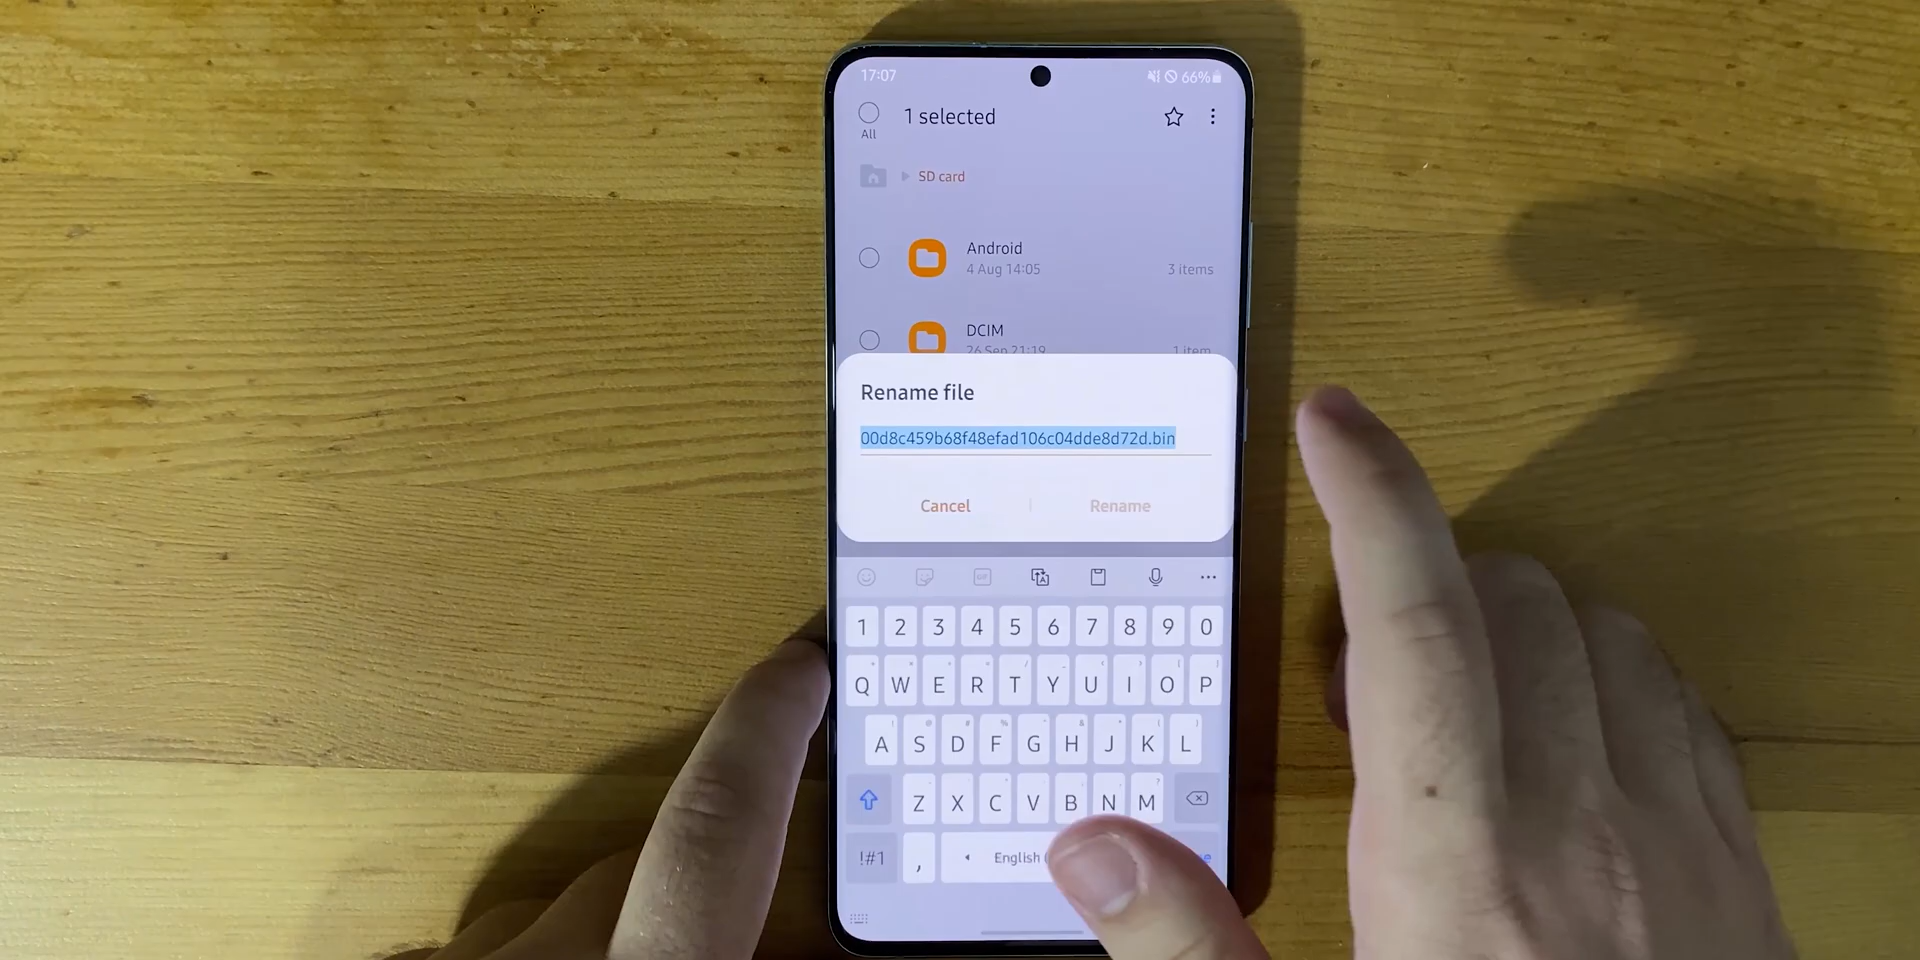 17:07 66%
All 1 selected
SD card
Android
4 Aug 14:05 3 items
DCIM
26 Sep 21:19 1 item
Rename file
00d8c459b68f48efad106c04dde8d72d.bin
Cancel Rename
GIF
1 2 3 4 5 6 7 8 9 0
Q W E R T Y U I O P
A S D F G H J K L
Z X C V B N M
!#1 , English